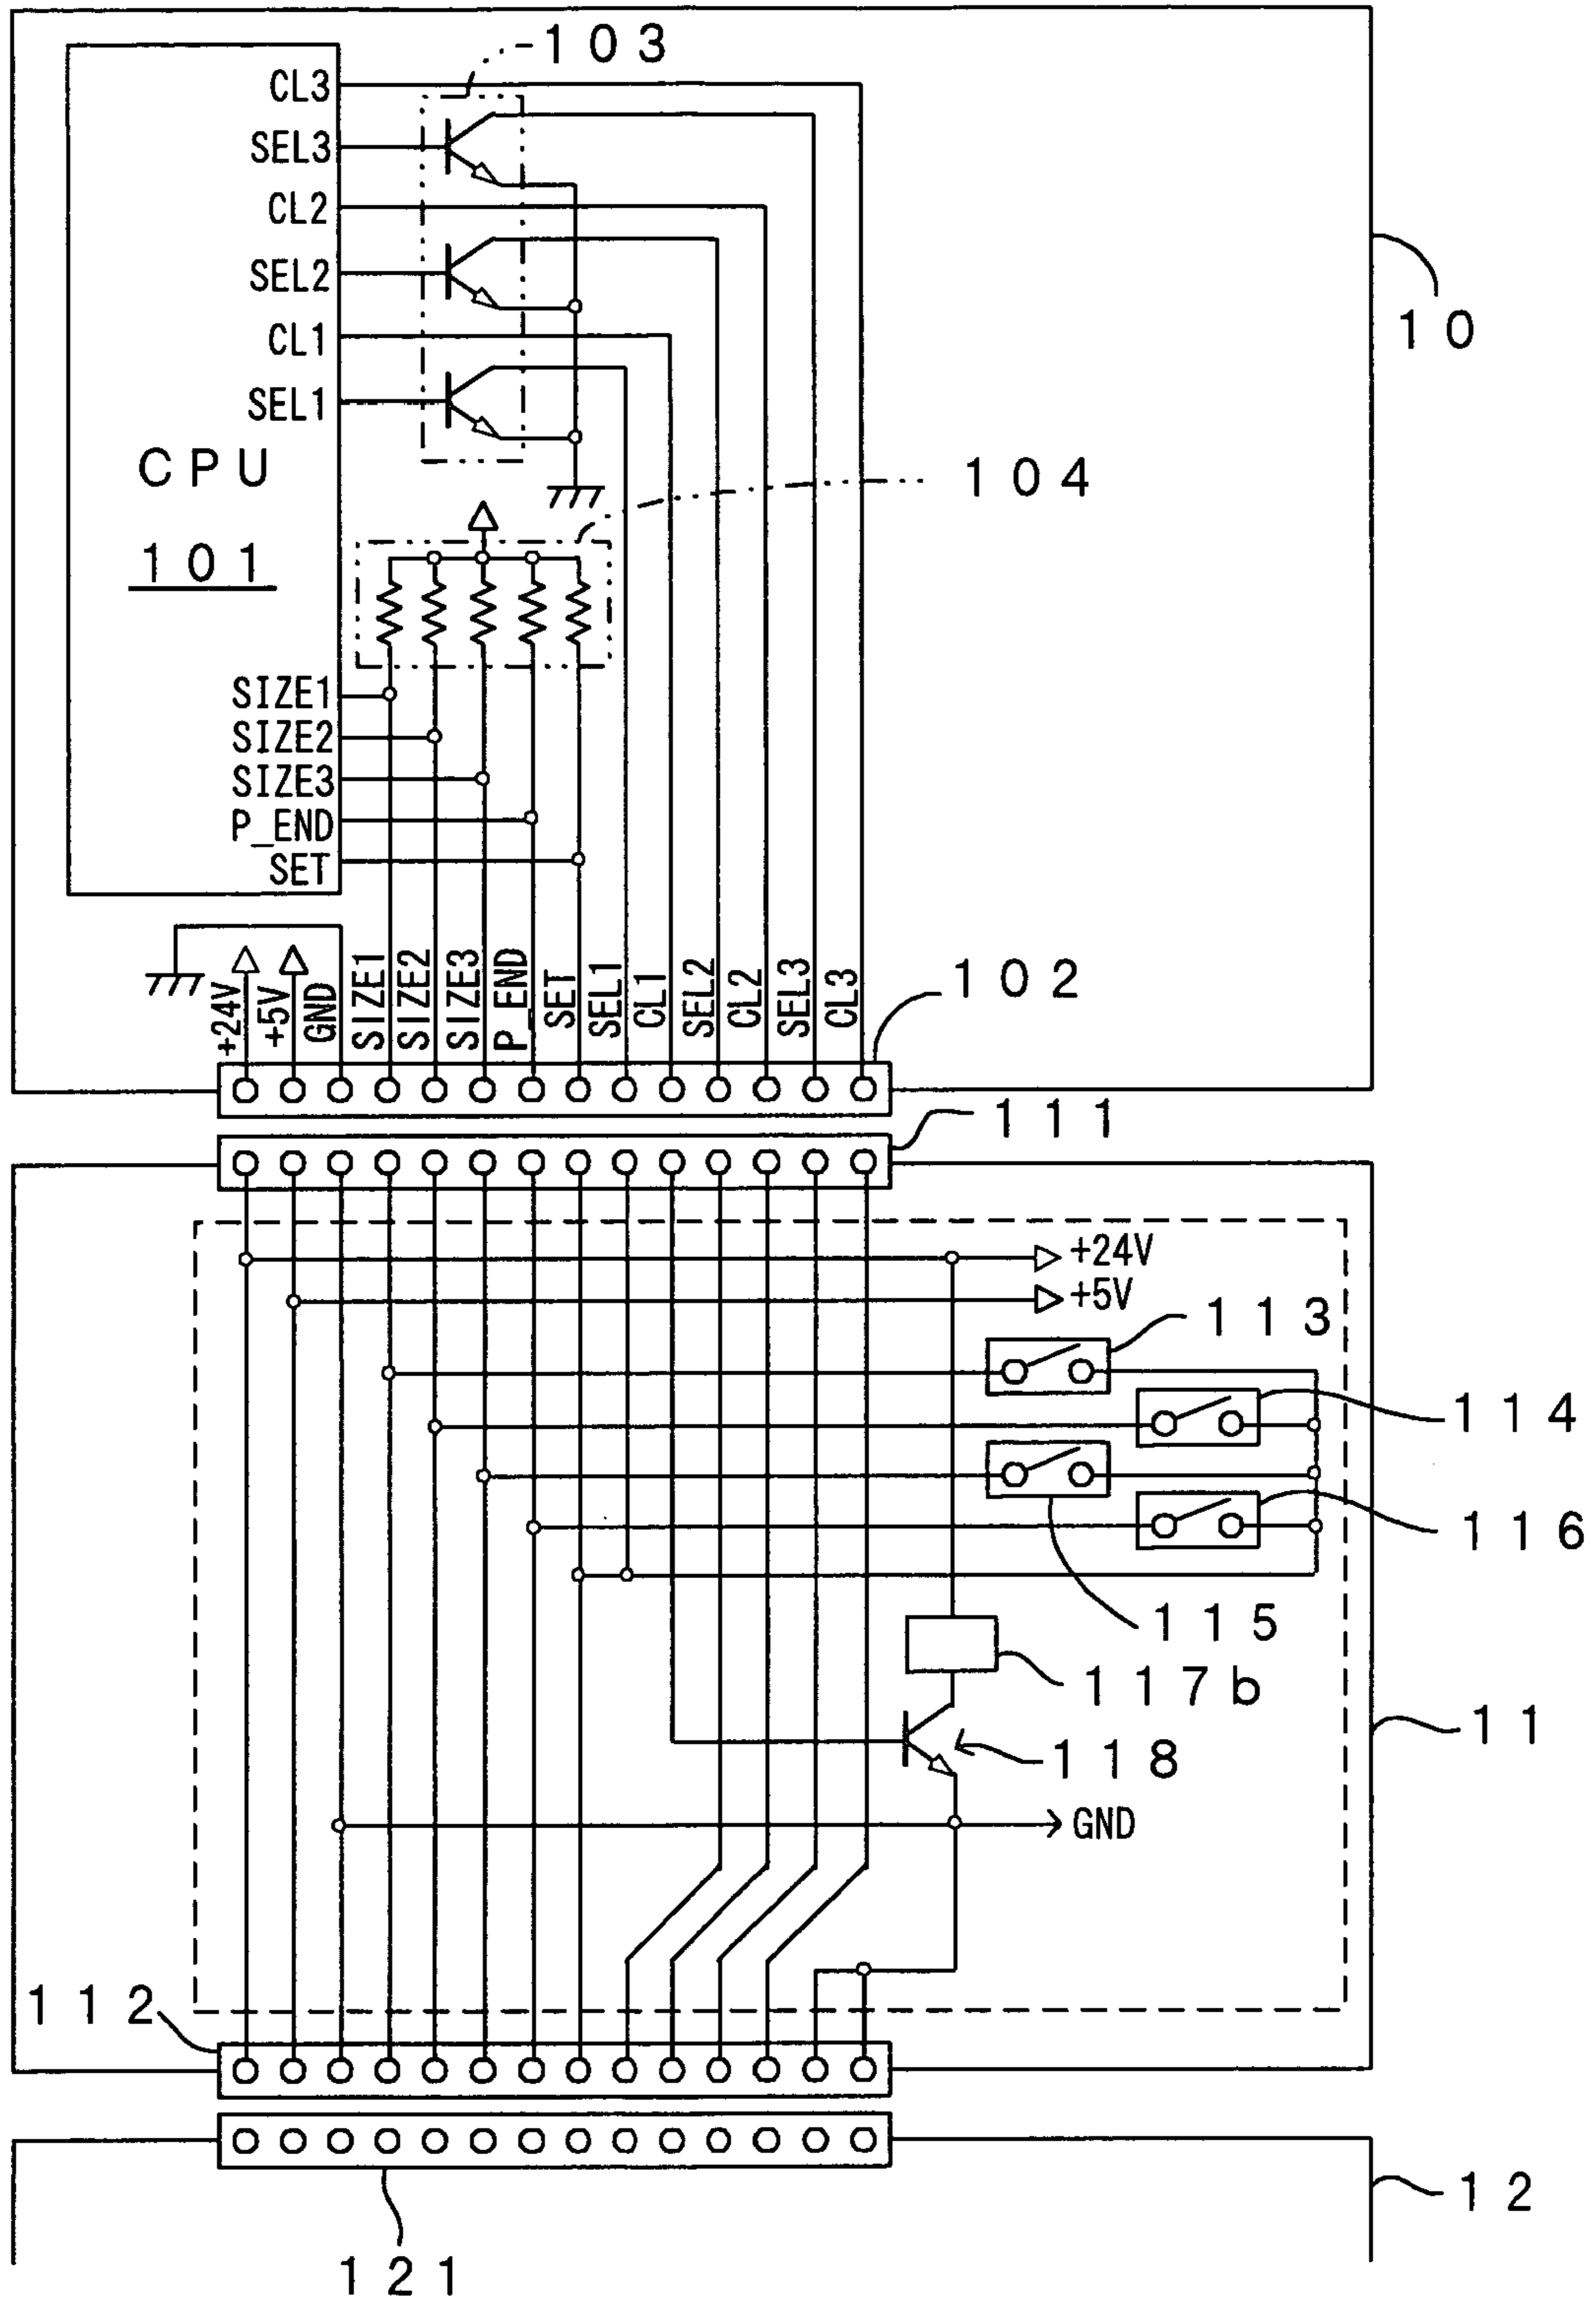 103
CL3
SEL3
CL2
SEL2
10
CL1
SEL1
CPU
101
104
SIZE1
SIZE2
SIZE3
P_END
SET
+24V
+5V
GND
SIZE1
SIZE2
SIZE3
P_END
SET
SEL1
CL1
SEL2
CL2
SEL3
CL3
102
111
+24V
+5V
113
114
116
115
117b
11
118
GND
112
12
121